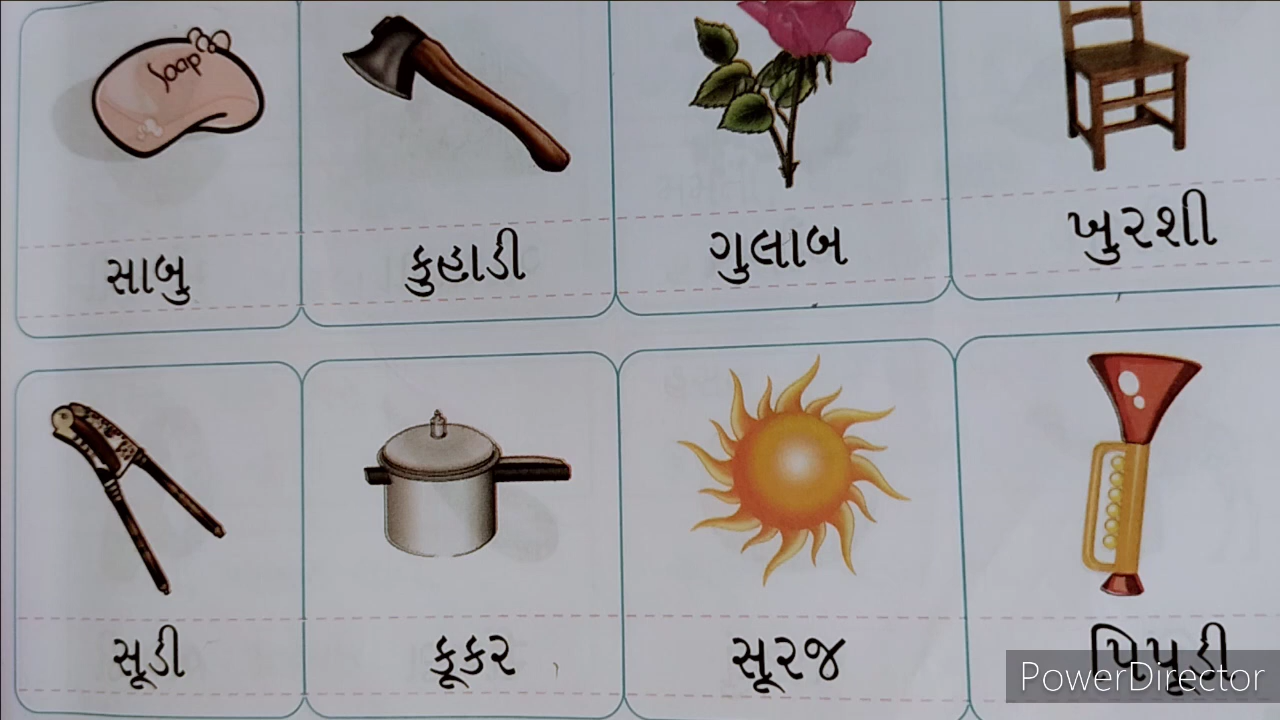 Soap
સાબુ
કુહાડી
ગુલાબ
ખુરશી
સૂડી
કૂકર
સૂરજ
પિપૂડી
PowerDirector